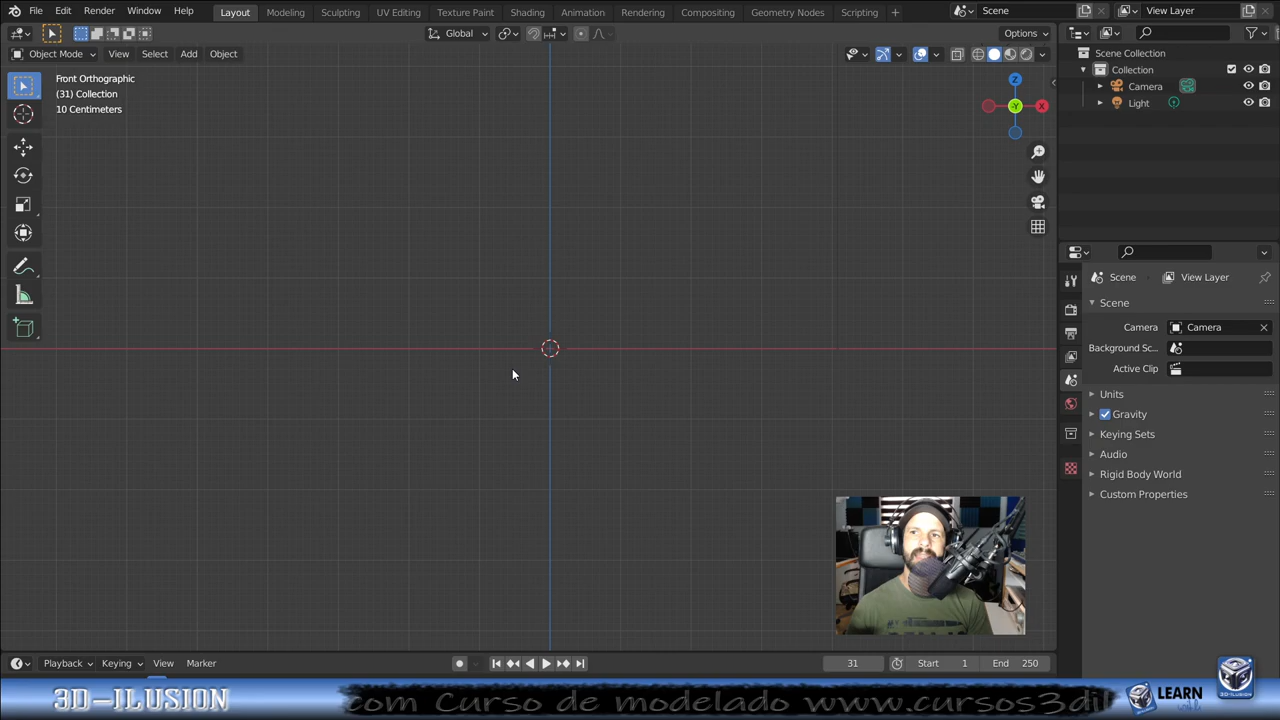 File Edit Render Window Help Layout Modeling Sculpting UV Editing Texture Paint Shading Animation Rendering Compositing Geometry Nodes Scripting + Scene View Layer
Global Options
Object Mode View Select Add Object
Front Orthographic
(31) Collection
10 Centimeters
Z
Y
X
Scene Collection
Collection
Camera
Light
Scene View Layer
Scene
Camera Camera
Background Sc...
Active Clip
Units
Gravity
Keying Sets
Audio
Rigid Body World
Custom Properties
Playback Keying View Marker 31 Start 1 End 250
3D-ILUSION com Curso de modelado www.cursos3dil LEARN
3D-ILUSION